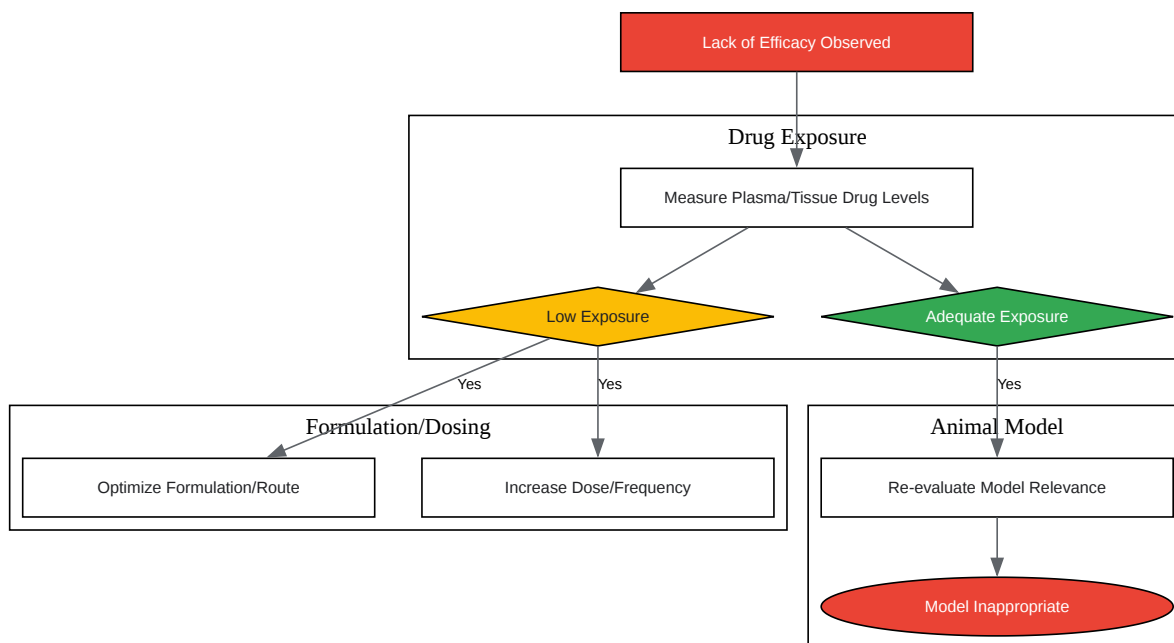 Lack of Efficacy Observed
Drug Exposure
Measure Plasma/Tissue Drug Levels
Low Exposure
Adequate Exposure
Yes
Yes
Yes
Formulation/Dosing
Animal Model
Optimize Formulation/Route
Increase Dose/Frequency
Re-evaluate Model Relevance
Model Inappropriate